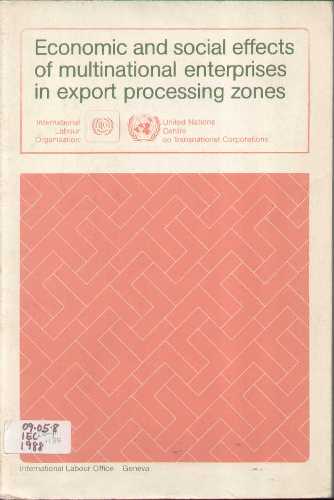 Economic and social effects
of multinational enterprises
in export processing zones
International
Labour
Organisation
United Nations
Centre
on Transnational Corporations
09.05.8
IEC
1988
International Labour Office Geneva